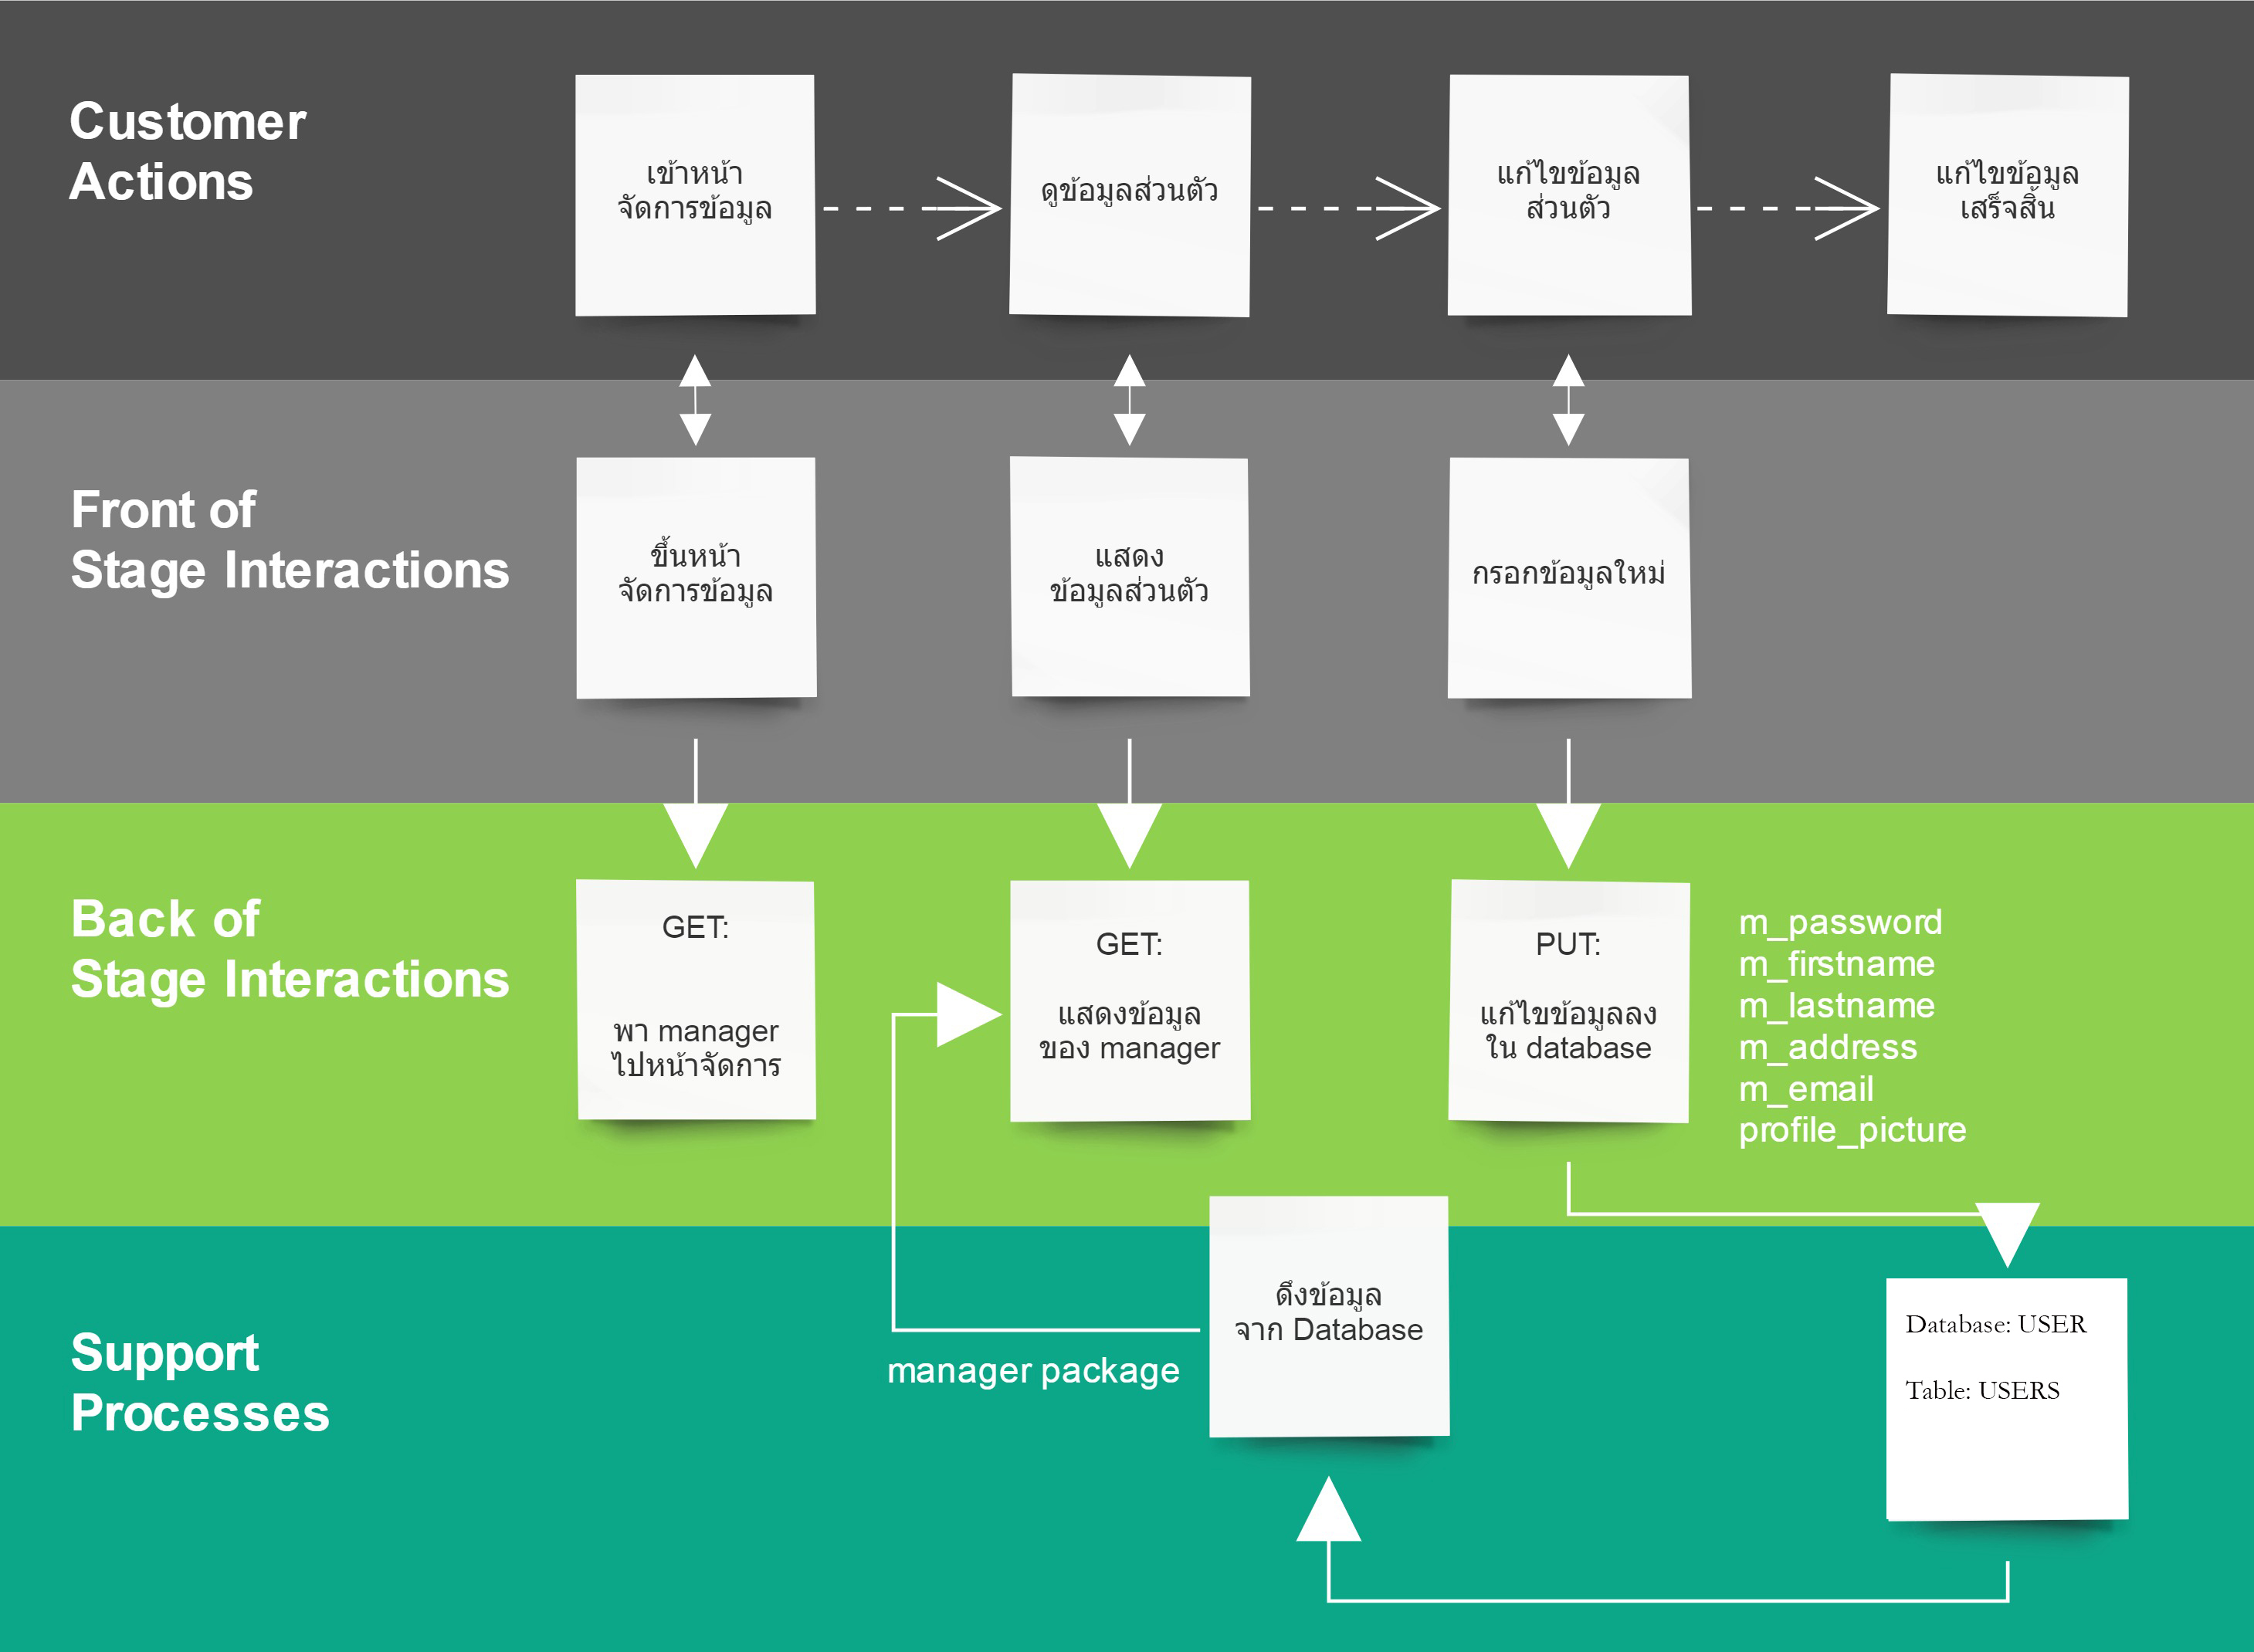 Customer
Actions
เข้าหน้า
จัดการข้อมูล
ดูข้อมูลส่วนตัว
แก้ไขข้อมูล
ส่วนตัว
แก้ไขข้อมูล
เสร็จสิ้น
Front of
Stage Interactions
ขึ้นหน้า
จัดการข้อมูล
แสดง
ข้อมูลส่วนตัว
กรอกข้อมูลใหม่
Back of
Stage Interactions
GET:
พา manager
ไปหน้าจัดการ
GET:
แสดงข้อมูล
ของ manager
PUT:
แก้ไขข้อมูลลง
ใน database
m_password
m_firstname
m_lastname
m_address
m_email
profile_picture
Support
Processes
manager package
ดึงข้อมูล
จาก Database
Database: USER
Table: USERS